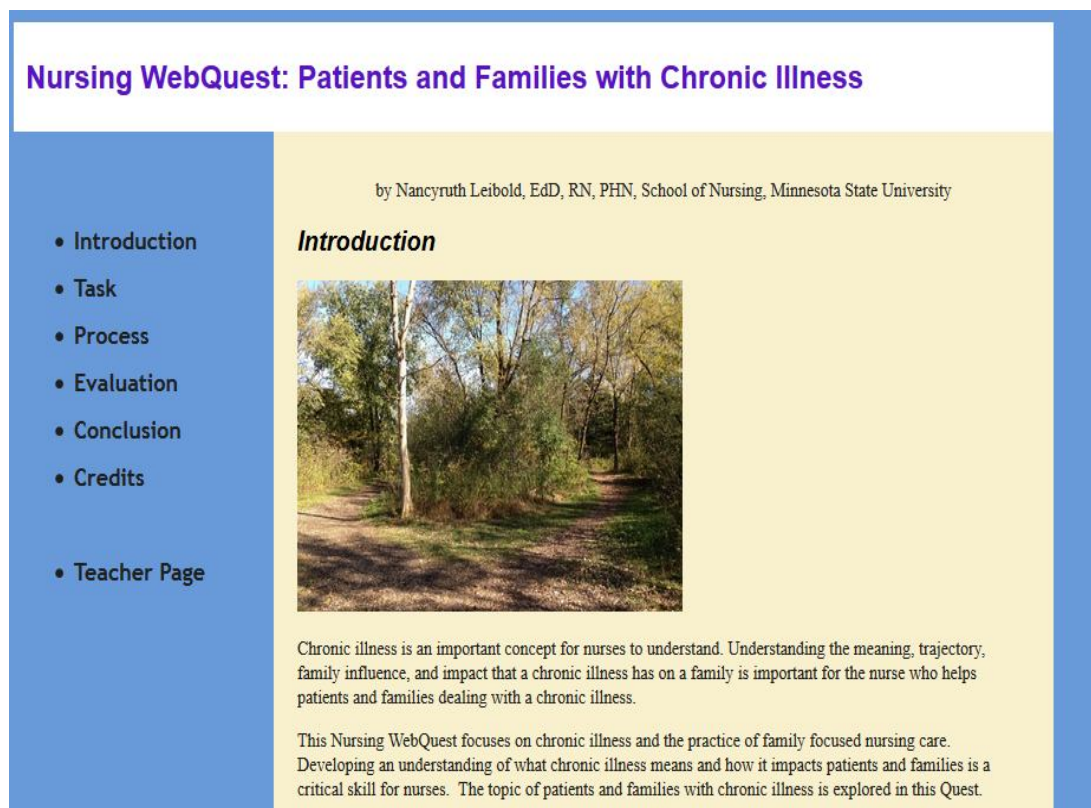 Nursing WebQuest: Patients and Families with Chronic Illness
by Nancyruth Leibold, EdD, RN, PHN, School of Nursing, Minnesota State University
• Introduction
• Task
• Process
• Evaluation
• Conclusion
• Credits
• Teacher Page
Introduction
Chronic illness is an important concept for nurses to understand. Understanding the meaning, trajectory,
family influence, and impact that a chronic illness has on a family is important for the nurse who helps
patients and families dealing with a chronic illness.
This Nursing WebQuest focuses on chronic illness and the practice of family focused nursing care.
Developing an understanding of what chronic illness means and how it impacts patients and families is a
critical skill for nurses.  The topic of patients and families with chronic illness is explored in this Quest.